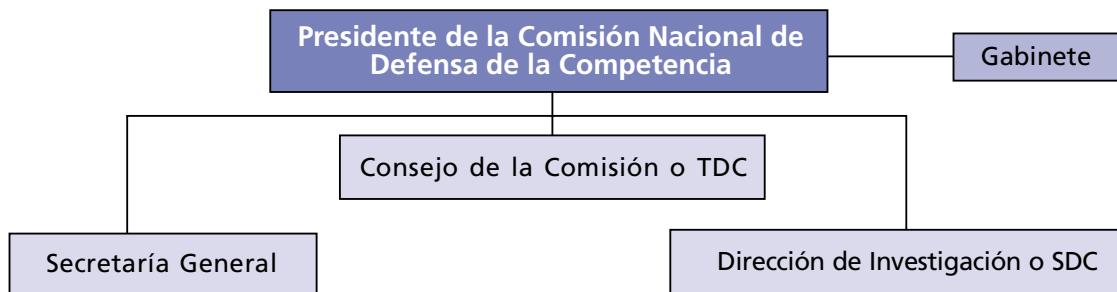 Presidente de la Comisión Nacional de
Defensa de la Competencia
Gabinete
Consejo de la Comisión o TDC
Secretaría General
Dirección de Investigación o SDC